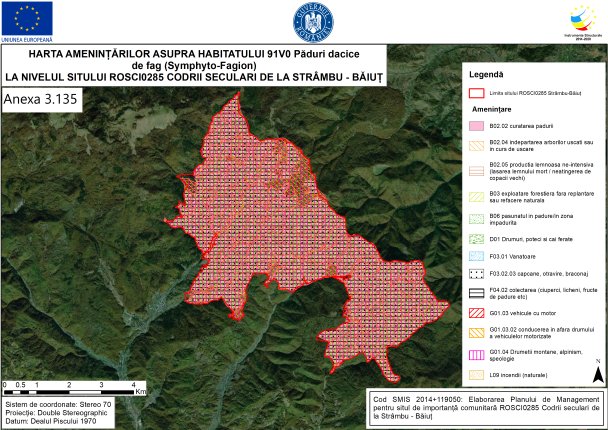 UNIUNEA EUROPEANĂ
GUVERNUL ROMÂNIEI
Instrumente Structurale
2014-2020
HARTA AMENINȚĂRILOR ASUPRA HABITATULUI 91V0 Păduri dacice
de fag (Symphyto-Fagion)
LA NIVELUL SITULUI ROSCI0285 CODRII SECULARI DE LA STRÂMBU - BĂIUȚ
Anexa 3.135
Legendă
Limita sitului ROSCI0285 Strâmbu-Băiuț
Amenințare
B02.02 curatarea padurii
B02.04 indepartarea arborilor uscati sau
in curs de uscare
B02.05 productia lemnoasa ne-intensiva
(lasarea lemnului mort / neatingerea de
copacii vechi)
B03 exploatare forestiera fara replantare
sau refacere naturala
B06 pasunatul in padure/in zona
impadurita
D01 Drumuri, poteci si cai ferate
F03.01 Vanatoare
F03.02.03 capcane, otravire, braconaj
F04.02 colectarea (ciuperci, licheni, fructe
de padure etc)
G01.03 vehicule cu motor
G01.03.02 conducerea in afara drumului
a vehiculelor motorizate
G01.04 Drumetii montane, alpinism,
speologie
L09 incendii (naturale)
N
0 0.5 1 2 3 4
Km
Sistem de coordonate: Stereo 70
Proiecție: Double Stereographic
Datum: Dealul Piscului 1970
Cod SMIS 2014+119050: Elaborarea Planului de Management
pentru situl de importanță comunitară ROSCI0285 Codrii seculari de
la Strâmbu - Băiuț